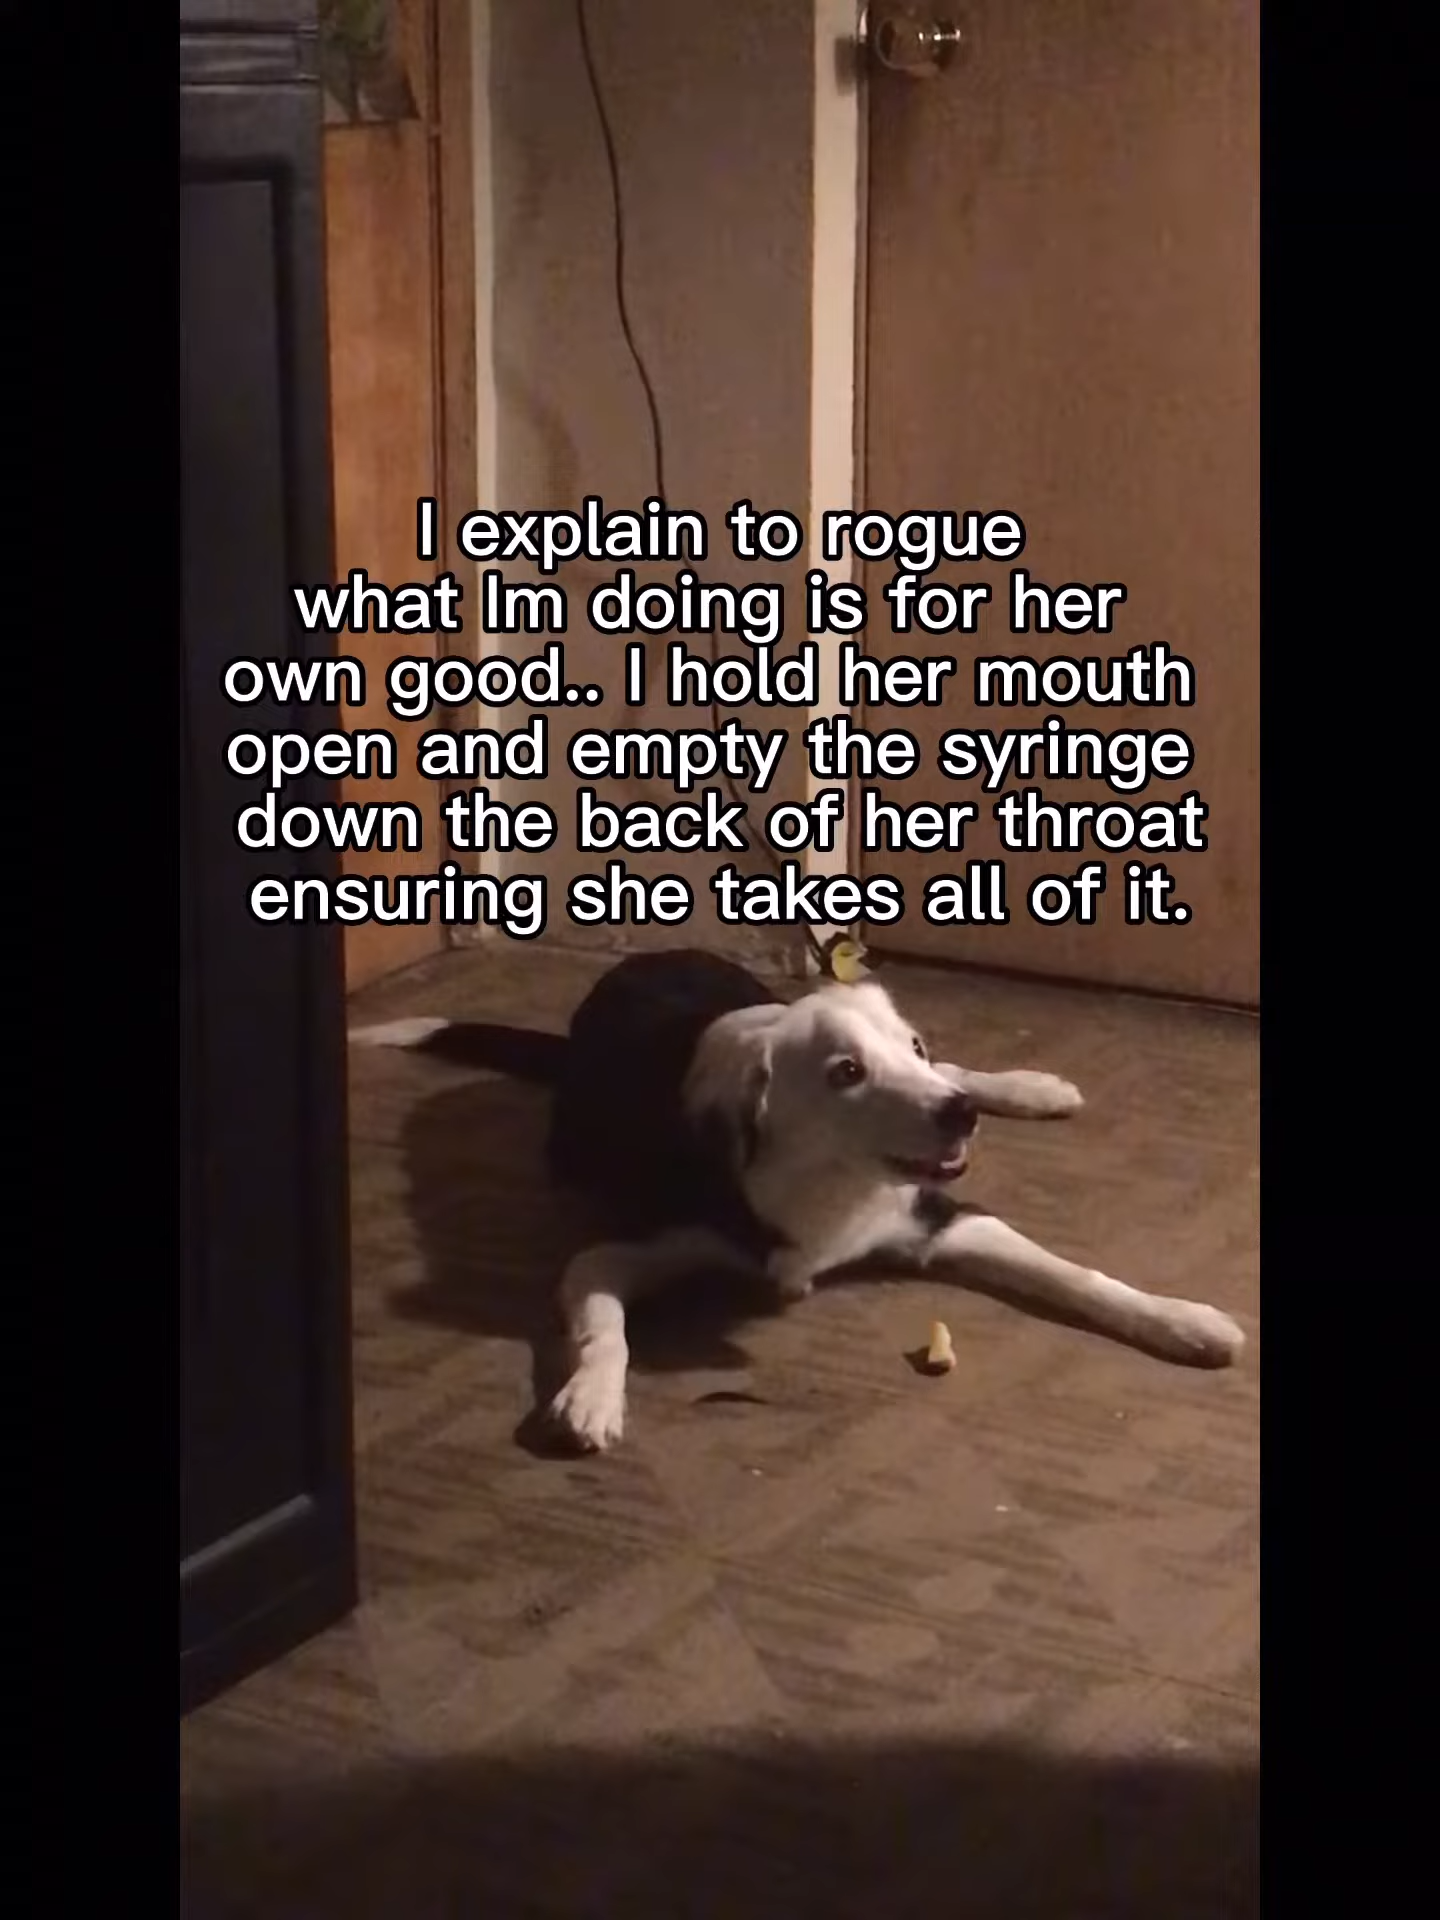 I explain to rogue
what Im doing is for her
own good.. I hold her mouth
open and empty the syringe
down the back of her throat
ensuring she takes all of it.